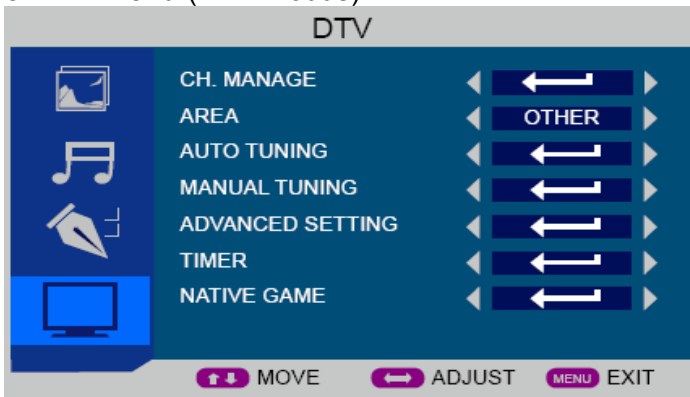 DTV
CH. MANAGE
AREA OTHER
AUTO TUNING
MANUAL TUNING
ADVANCED SETTING
TIMER
NATIVE GAME
MOVE ADJUST MENU EXIT